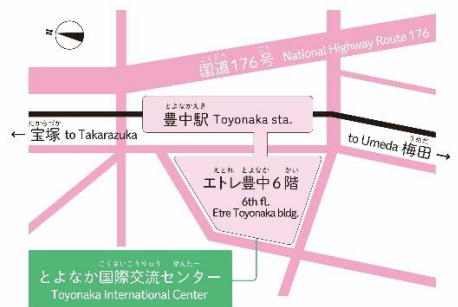 N
こくどう ごう
国道176号 National Highway Route 176
とよなかえき
豊中駅 Toyonaka sta.
たからづか
← 宝塚 to Takarazuka
うめだ
to Umeda 梅田 →
えとれ とよなか かい
エトレ豊中6階
6th fl.
Etre Toyonaka bldg.
こくさいこうりゅう せんたー
とよなか国際交流センター
Toyonaka International Center